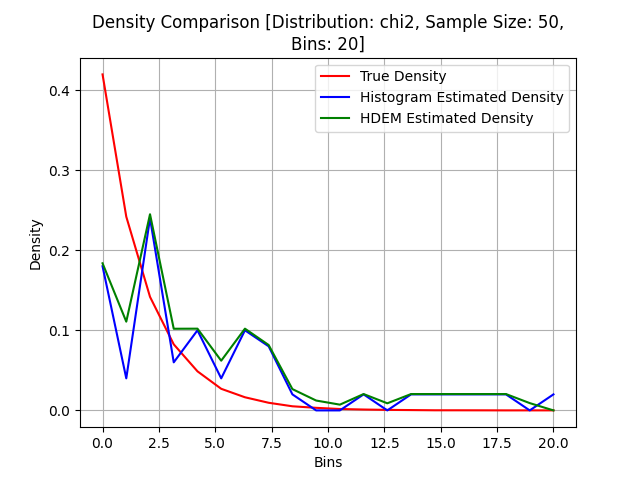 Density Comparison [Distribution: chi2, Sample Size: 50,
Bins: 20]
True Density
Histogram Estimated Density
HDEM Estimated Density
Density
0.4
0.3
0.2
0.1
0.0
0.0 2.5 5.0 7.5 10.0 12.5 15.0 17.5 20.0
Bins